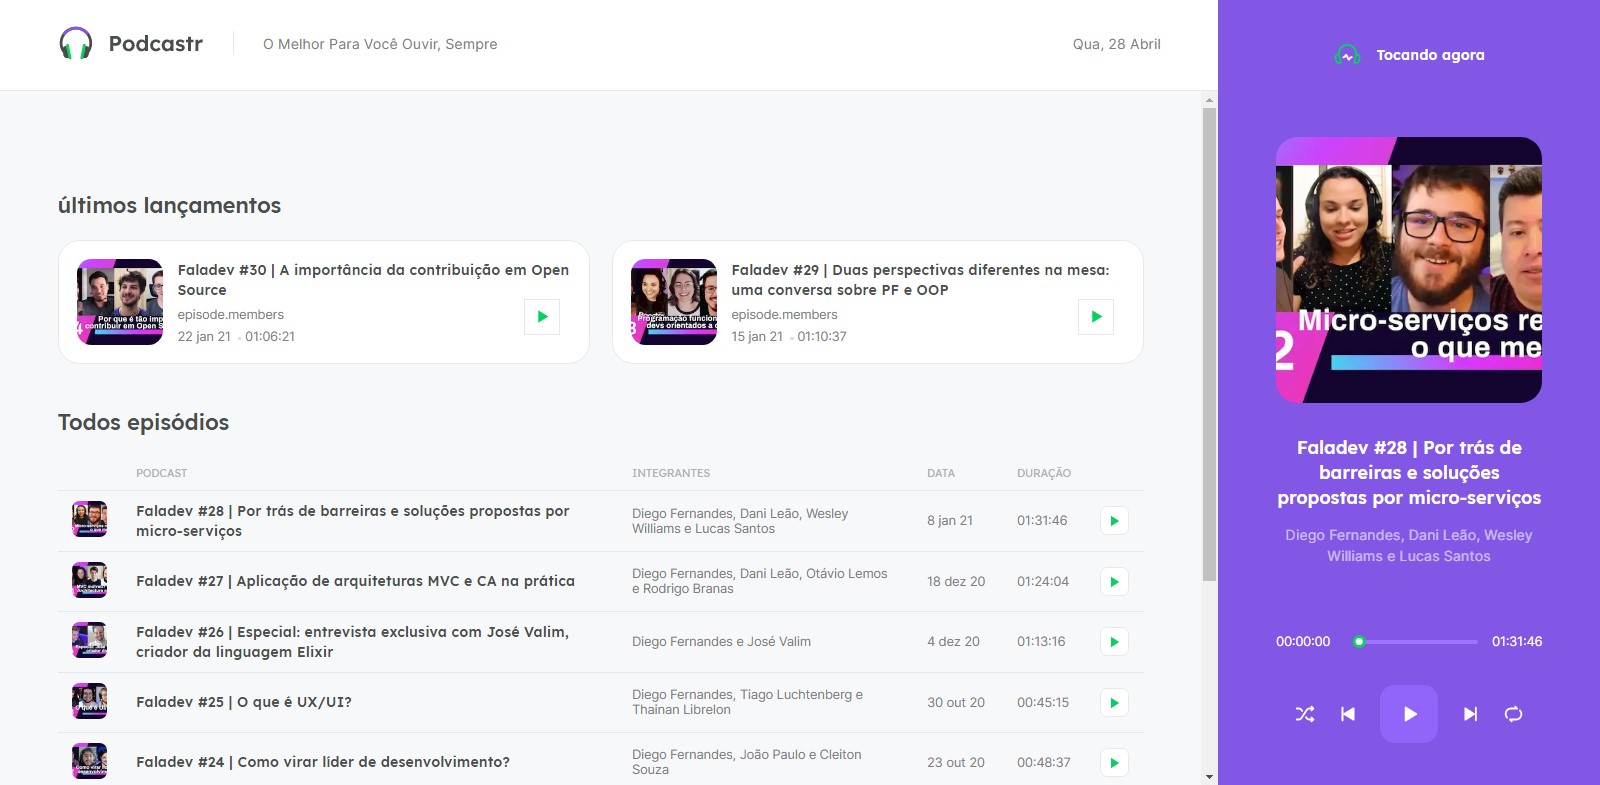 Podcastr
O Melhor Para Você Ouvir, Sempre
Qua, 28 Abril
últimos lançamentos
Faladev #30 | A importância da contribuição em Open
Source
episode.members
22 jan 21
01:06:21
Faladev #29 | Duas perspectivas diferentes na mesa:
uma conversa sobre PF e OOP
episode.members
15 jan 21
01:10:37
Todos episódios
PODCAST
INTEGRANTES
DATA
DURAÇÃO
Faladev #28 | Por trás de barreiras e soluções propostas por
micro-serviços
Diego Fernandes, Dani Leão, Wesley
Williams e Lucas Santos
8 jan 21
01:31:46
Faladev #27 | Aplicação de arquiteturas MVC e CA na prática
Diego Fernandes, Dani Leão, Otávio Lemos
e Rodrigo Branas
18 dez 20
01:24:04
Faladev #26 | Especial: entrevista exclusiva com José Valim,
criador da linguagem Elixir
Diego Fernandes e José Valim
4 dez 20
01:13:16
Faladev #25 | O que é UX/UI?
Diego Fernandes, Tiago Luchtenberg e
Thainan Librelon
30 out 20
00:45:15
Faladev #24 | Como virar lider de desenvolvimento?
Diego Fernandes, João Paulo e Cleiton
Souza
23 out 20
00:48:37
Tocando agora
Micro-serviços re
2 o que me
Faladev #28 | Por trás de
barreiras e soluções
propostas por micro-serviços
Diego Fernandes, Dani Leão, Wesley
Williams e Lucas Santos
00:00:00
01:31:46